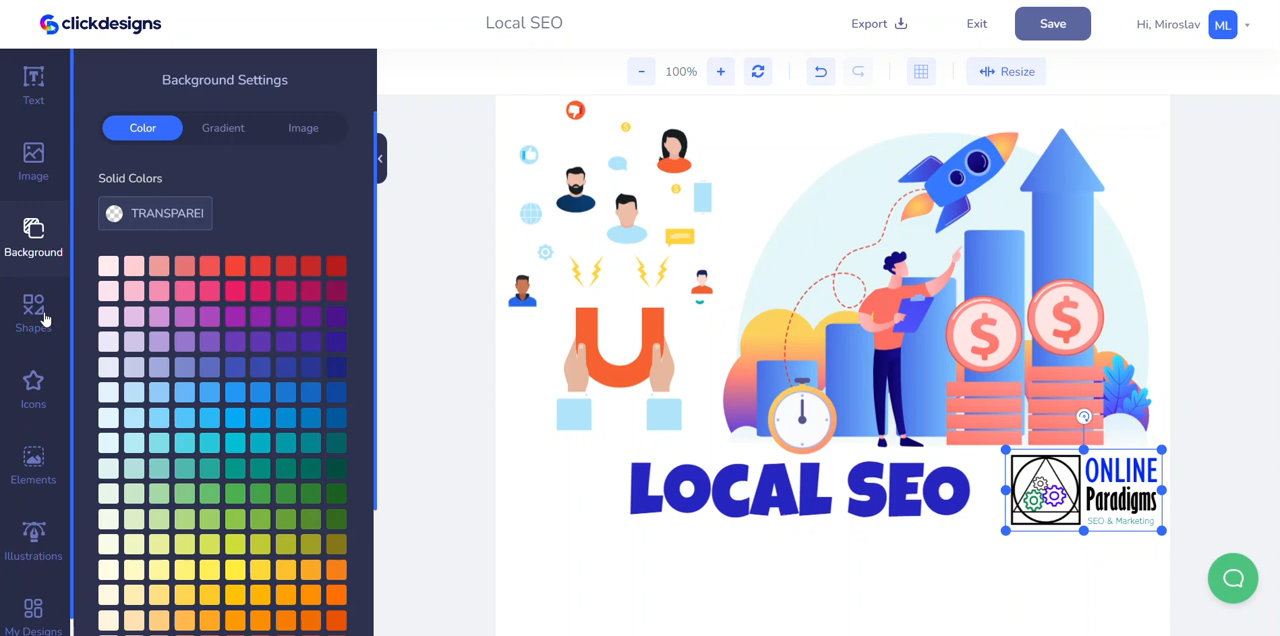 clickdesigns
Local SEO
Export
Exit
Save
Hi, Miroslav
ML
Text
Image
Background
Shapes
Icons
Elements
Illustrations
My Designs
Background Settings
Color
Gradient
Image
Solid Colors
TRANSPAREI
- 100% +
Resize
$
$
LOCAL SEO
ONLINE
Paradigms
SEO & Marketing